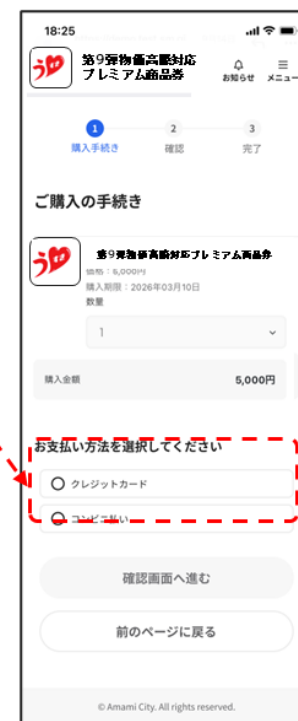 18:25
第9弾物価高騰対応
プレミアム商品券
お知らせ
メニュー
1
2
3
購入手続き
確認
完了
ご購入の手続き
第9弾物価高騰対応プレミアム商品券
価格：5,000円
購入期限：2026年03月10日
数量
1
購入金額
5,000円
お支払い方法を選択してください
クレジットカード
コンビニ払い
確認画面へ進む
前のページに戻る
© Amami City. All rights reserved.